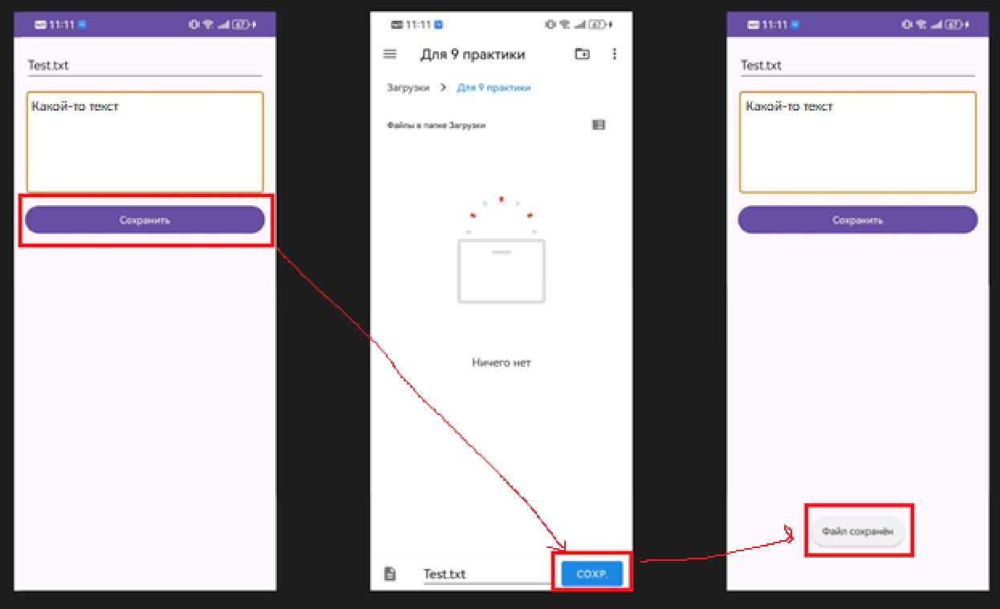 11:11
67
Test.txt
Какой-то текст
Сохранить
11:11
67
Для 9 практики
Загрузки > Для 9 практики
Файлы в папке Загрузки
Ничего нет
Test.txt
СОХР.
11:11
67
Test.txt
Какой-то текст
Сохранить
Файл сохранён